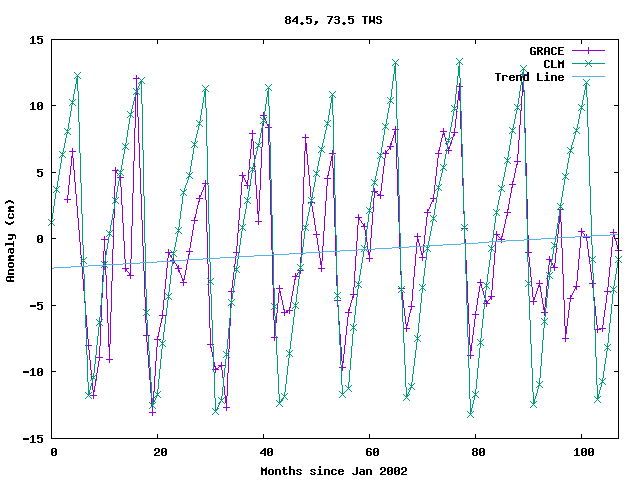 84.5, 73.5 TWS
GRACE
CLM
Trend Line
15
10
5
0
-5
-10
-15
Anomaly (cm)
0 20 40 60 80 100
Months since Jan 2002